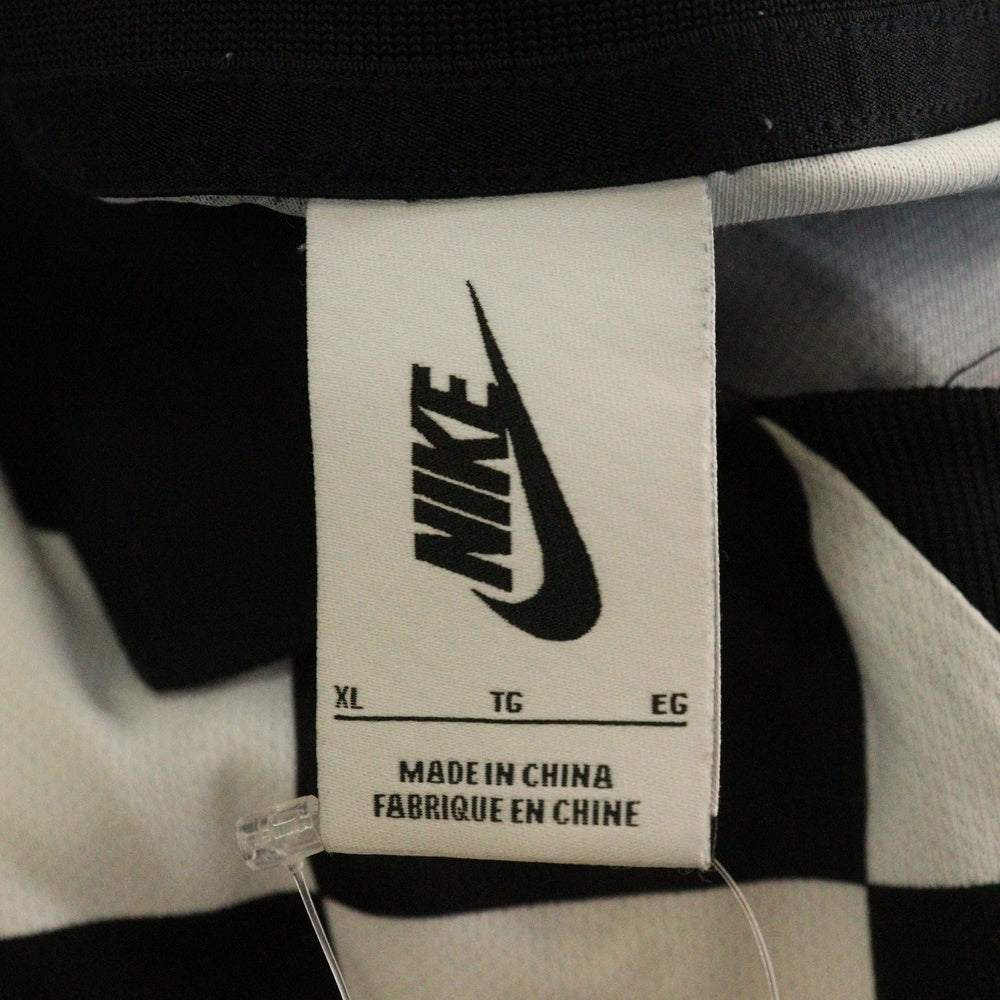 NIKE
XL TG EG
MADE IN CHINA
FABRIQUE EN CHINE